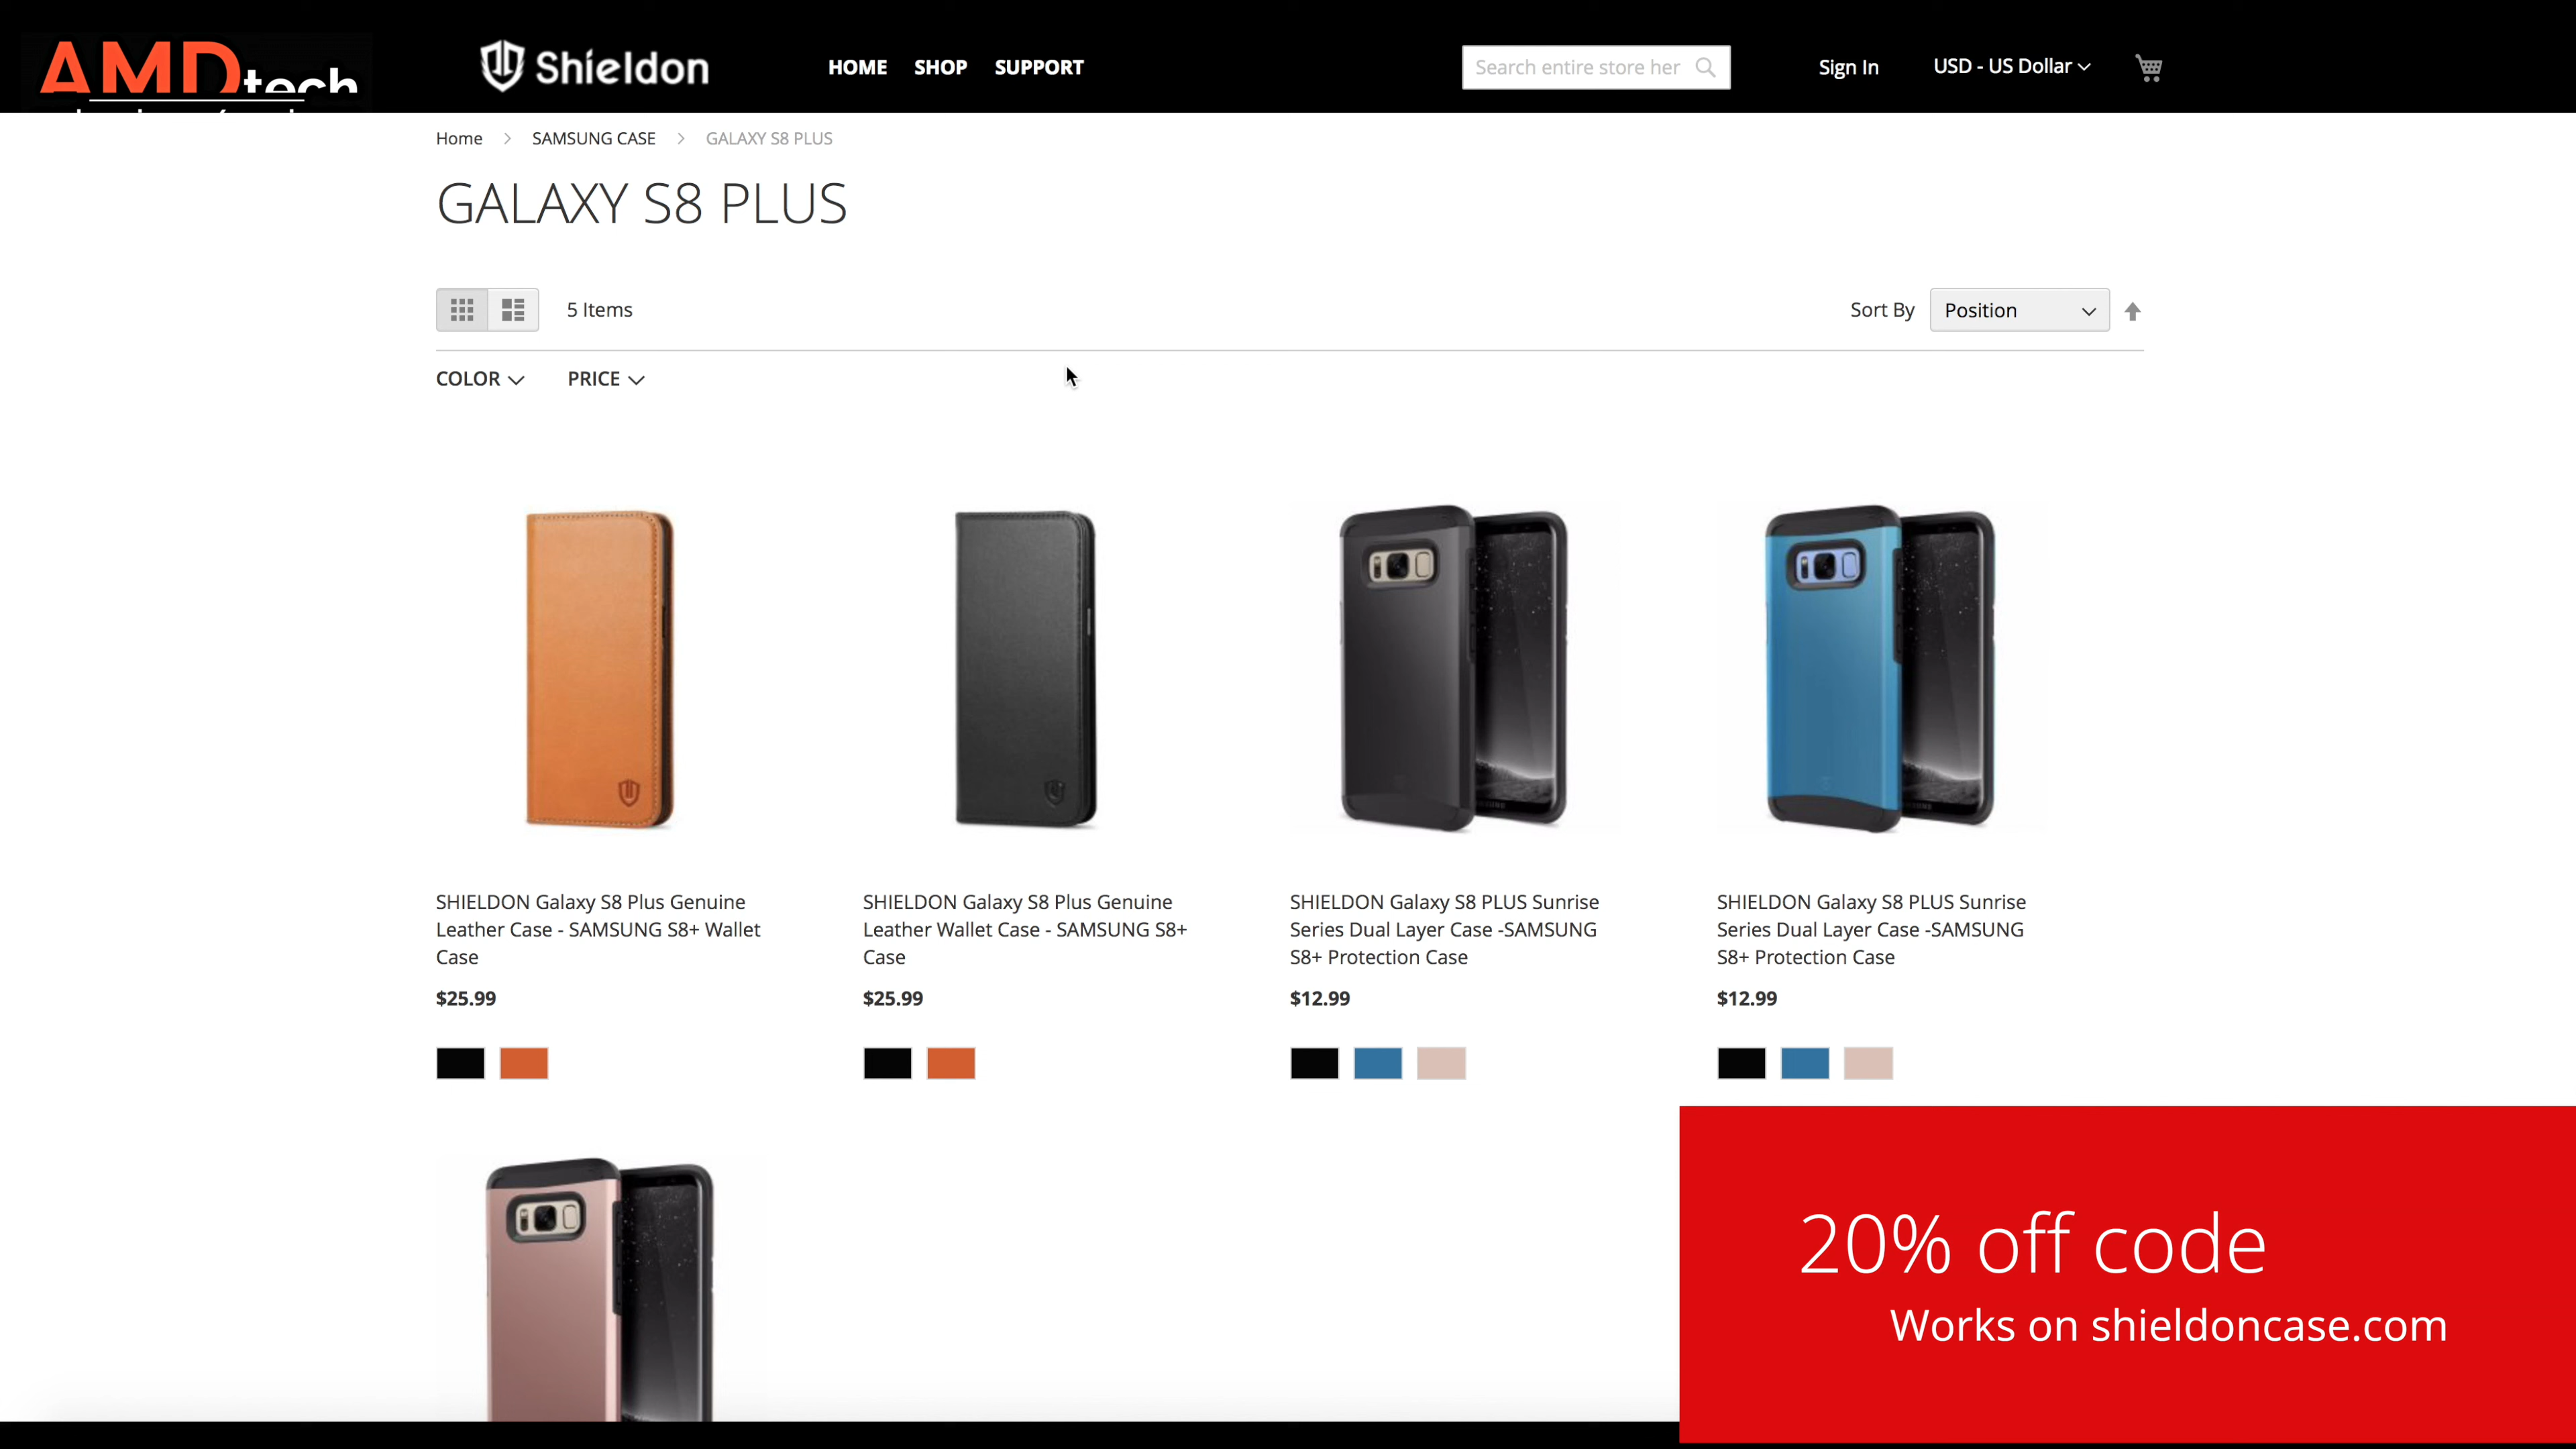 AMDtech
Shieldon
HOME SHOP SUPPORT
Search entire store her
Sign In
USD - US Dollar
Home > SAMSUNG CASE > GALAXY S8 PLUS
GALAXY S8 PLUS
5 Items
Sort By Position
COLOR PRICE
SHIELDON Galaxy S8 Plus Genuine
Leather Case - SAMSUNG S8+ Wallet
Case
$25.99
SHIELDON Galaxy S8 Plus Genuine
Leather Wallet Case - SAMSUNG S8+
Case
$25.99
SHIELDON Galaxy S8 PLUS Sunrise
Series Dual Layer Case -SAMSUNG
S8+ Protection Case
$12.99
SHIELDON Galaxy S8 PLUS Sunrise
Series Dual Layer Case -SAMSUNG
S8+ Protection Case
$12.99
20% off code
Works on shieldoncase.com